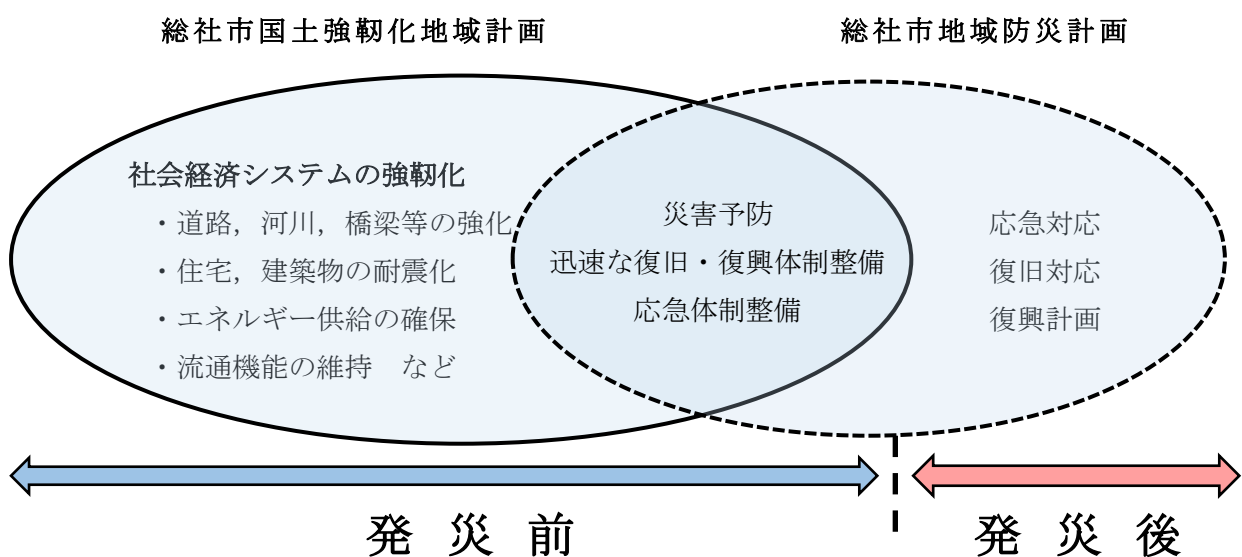 総社市国土強靭化地域計画
総社市地域防災計画
社会経済システムの強靭化
・道路，河川，橋梁等の強化
・住宅，建築物の耐震化
・エネルギー供給の確保
・流通機能の維持　など
災害予防
迅速な復旧・復興体制整備
応急体制整備
応急対応
復旧対応
復興計画
発災前
発災後